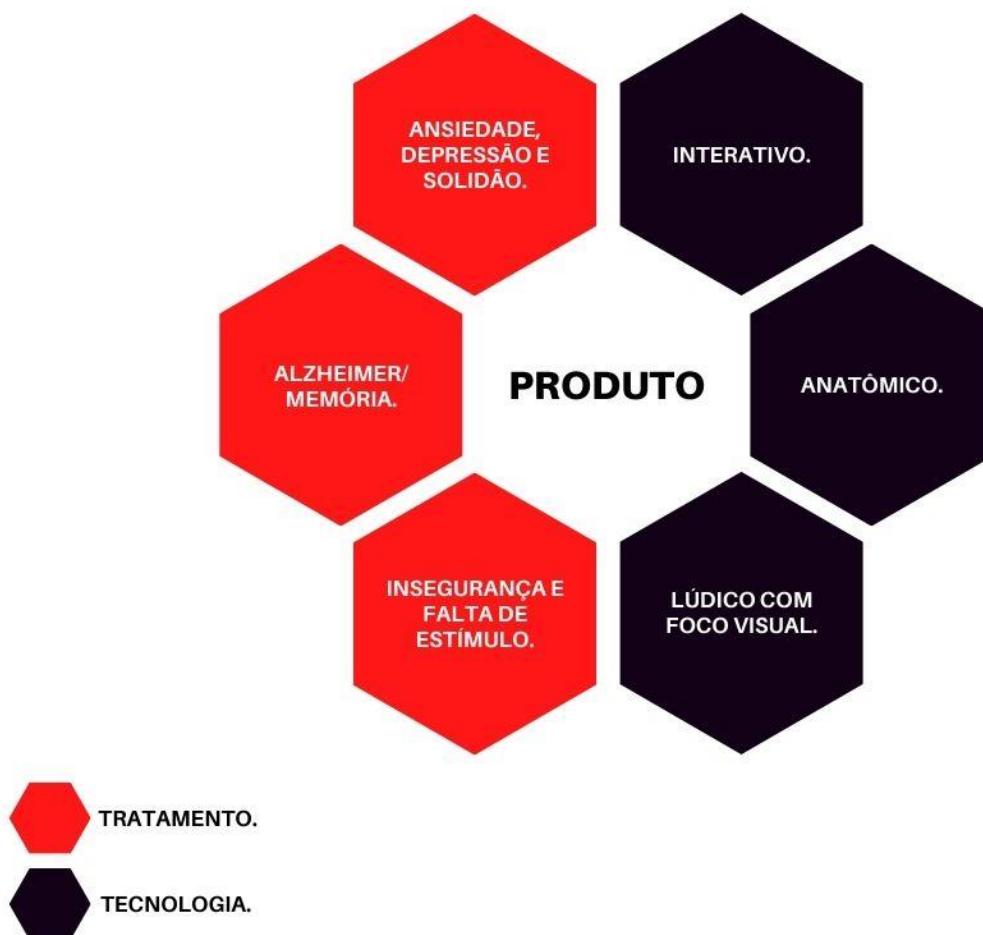 ANSIEDADE,
DEPRESSÃO E
SOLIDÃO.
INTERATIVO.
ALZHEIMER/
MEMÓRIA.
PRODUTO
ANATÔMICO.
INSEGURANÇA E
FALTA DE
ESTÍMULO.
LÚDICO COM
FOCO VISUAL.
TRATAMENTO.
TECNOLOGIA.